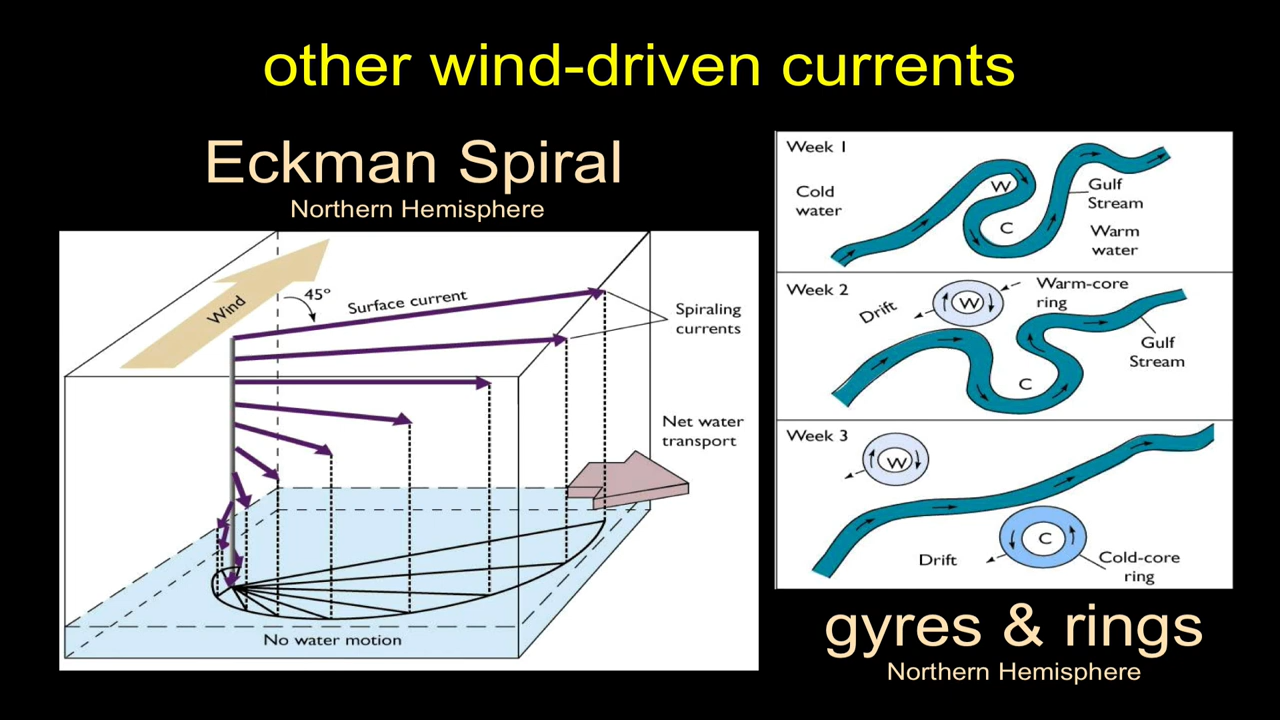 other wind-driven currents
Eckman Spiral
Northern Hemisphere
Wind
45°
Surface current
Spiraling
currents
Net water
transport
No water motion
Week 1
Cold
water
W
C
Gulf
Stream
Warm
water
Week 2
Drift
W
Warm-core
ring
C
Gulf
Stream
Week 3
W
C
Drift
Cold-core
ring
gyres & rings
Northern Hemisphere